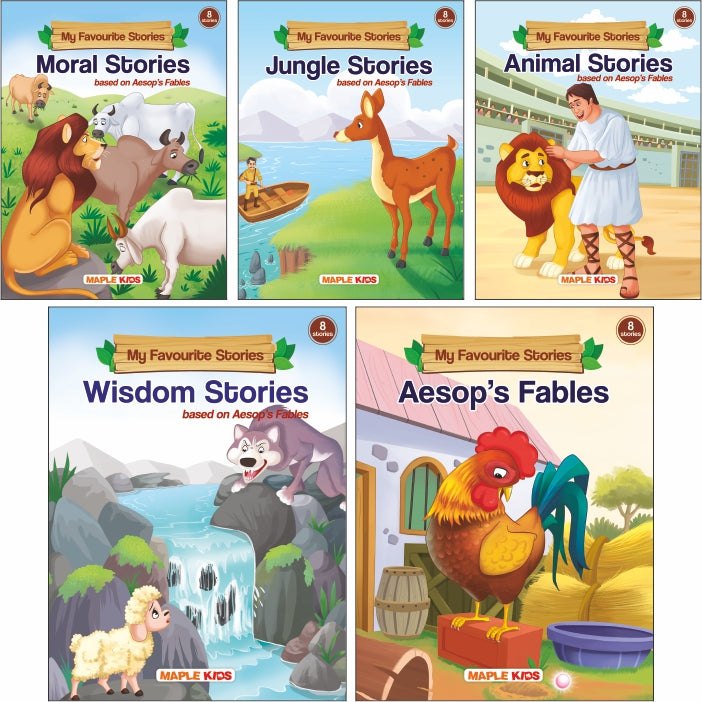 8
stories
My Favourite Stories
Moral Stories
based on Aesop's Fables
MAPLE KIDS
8
stories
My Favourite Stories
Jungle Stories
based on Aesop's Fables
MAPLE KIDS
8
stories
My Favourite Stories
Animal Stories
based on Aesop's Fables
MAPLE KIDS
8
stories
My Favourite Stories
Wisdom Stories
based on Aesop's Fables
MAPLE KIDS
8
stories
My Favourite Stories
Aesop's Fables
MAPLE KIDS